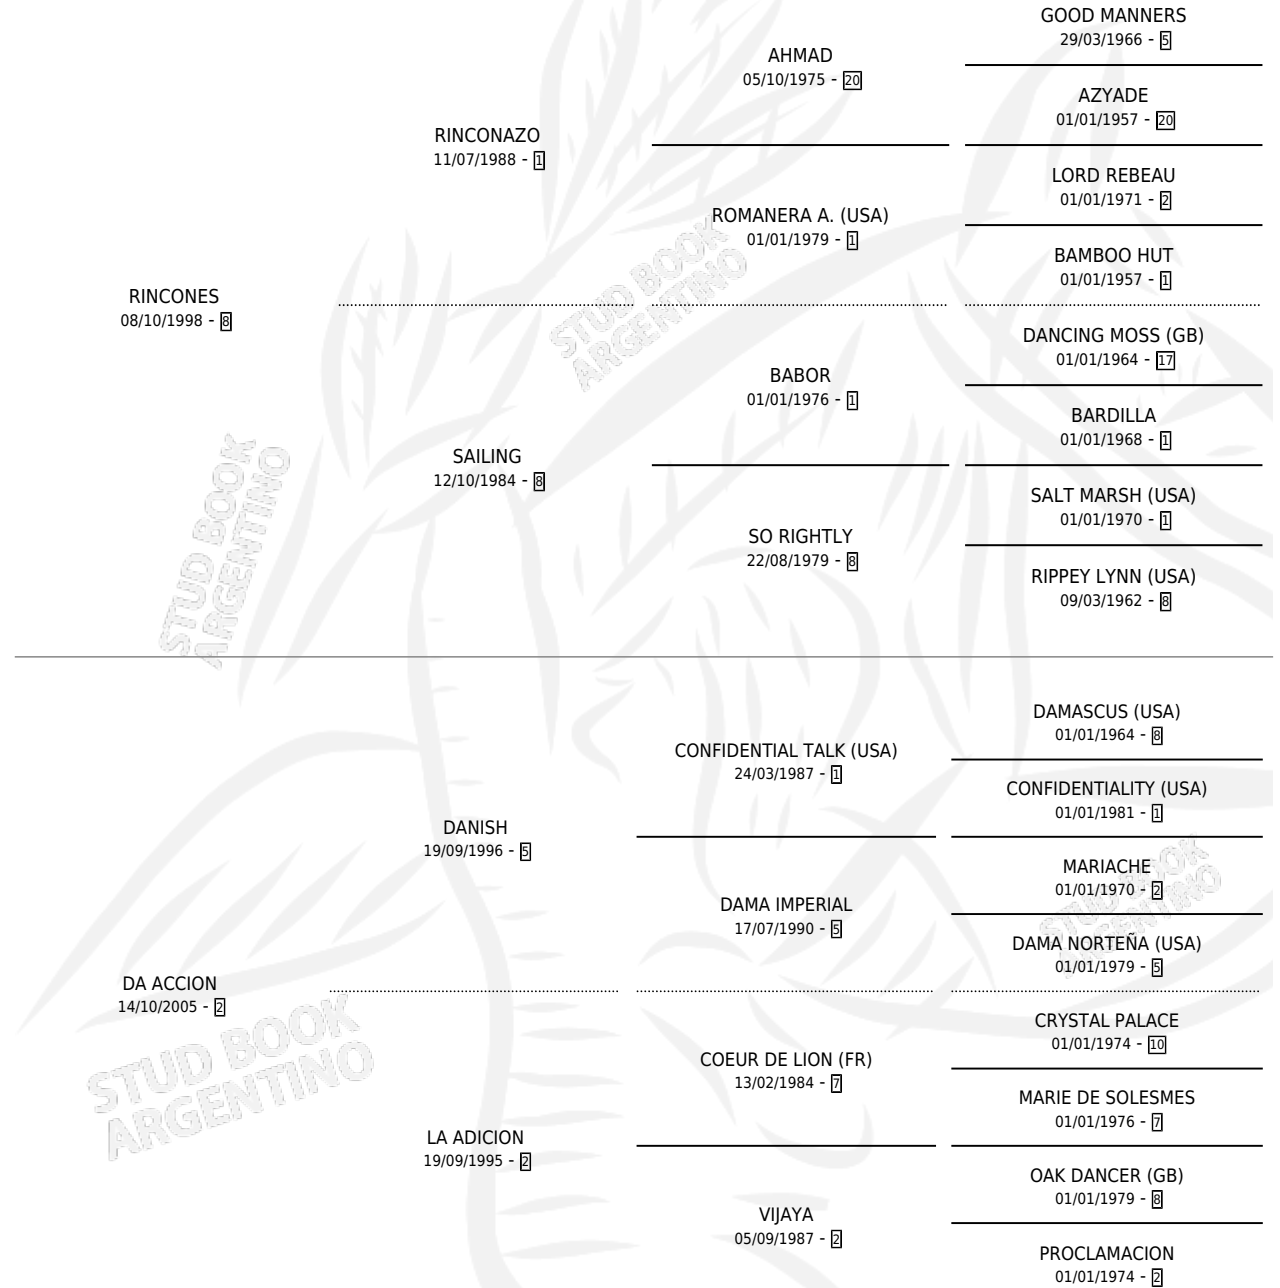 GOOD MANNERS
29/03/1966 - 5
AHMAD
05/10/1975 - 20
AZYADE
01/01/1957 - 20
RINCONAZO
11/07/1988 - 1
LORD REBEAU
01/01/1971 - 2
ROMANERA A. (USA)
01/01/1979 - 1
BAMBOO HUT
01/01/1957 - 1
RINCONES
08/10/1998 - 8
STUD BOOK
ARGENTINO
DANCING MOSS (GB)
01/01/1964 - 17
BABOR
01/01/1976 - 1
BARDILLA
01/01/1968 - 1
SAILING
12/10/1984 - 8
SALT MARSH (USA)
01/01/1970 - 1
SO RIGHTLY
22/08/1979 - 8
RIPPEY LYNN (USA)
09/03/1962 - 8
STUD BOOK
ARGENTINO
DAMASCUS (USA)
01/01/1964 - 8
CONFIDENTIAL TALK (USA)
24/03/1987 - 1
CONFIDENTIALITY (USA)
01/01/1981 - 1
DANISH
19/09/1996 - 5
MARIACHE
01/01/1970 - 2
DAMA IMPERIAL
17/07/1990 - 5
DAMA NORTEÑA (USA)
01/01/1979 - 5
STUD BOOK
ARGENTINO
DA ACCION
14/10/2005 - 2
CRYSTAL PALACE
01/01/1974 - 10
COEUR DE LION (FR)
13/02/1984 - 7
MARIE DE SOLESMES
01/01/1976 - 7
STUD BOOK
ARGENTINO
LA ADICION
19/09/1995 - 2
OAK DANCER (GB)
01/01/1979 - 8
VIJAYA
05/09/1987 - 2
PROCLAMACION
01/01/1974 - 2